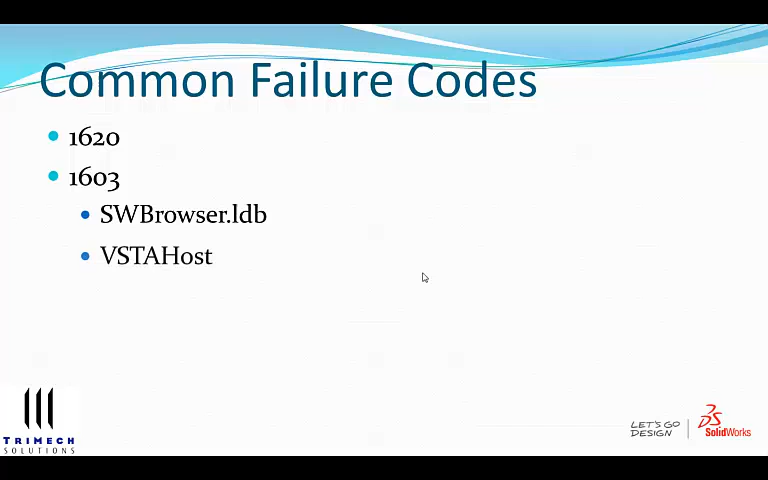 Common Failure Codes
1620
1603
SWBrowser.ldb
VSTAHost
TRIMECH
SOLUTIONS
LET'S GO
DESIGN
SolidWorks